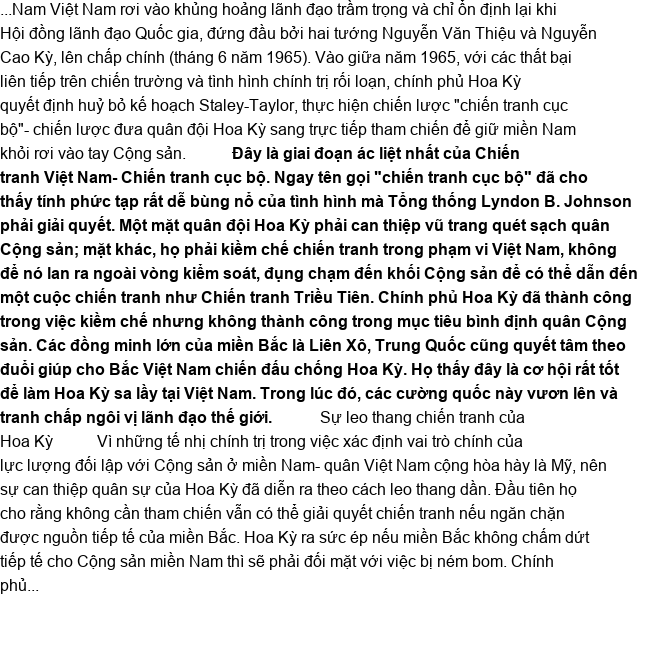 ...Nam Việt Nam rơi vào khủng hoảng lãnh đạo trầm trọng và chỉ ổn định lại khi
Hội đồng lãnh đạo Quốc gia, đứng đầu bởi hai tướng Nguyễn Văn Thiệu và Nguyễn
Cao Kỳ, lên chấp chính (tháng 6 năm 1965). Vào giữa năm 1965, với các thất bại
liên tiếp trên chiến trường và tình hình chính trị rối loạn, chính phủ Hoa Kỳ
quyết định huỷ bỏ kế hoạch Staley-Taylor, thực hiện chiến lược "chiến tranh cục
bộ"- chiến lược đưa quân đội Hoa Kỳ sang trực tiếp tham chiến để giữ miền Nam
khỏi rơi vào tay Cộng sản. Đây là giai đoạn ác liệt nhất của Chiến
tranh Việt Nam- Chiến tranh cục bộ. Ngay tên gọi "chiến tranh cục bộ" đã cho
thấy tính phức tạp rất dễ bùng nổ của tình hình mà Tổng thống Lyndon B. Johnson
phải giải quyết. Một mặt quân đội Hoa Kỳ phải can thiệp vũ trang quét sạch quân
Cộng sản; mặt khác, họ phải kiềm chế chiến tranh trong phạm vi Việt Nam, không
để nó lan ra ngoài vòng kiểm soát, đụng chạm đến khối Cộng sản để có thể dẫn đến
một cuộc chiến tranh như Chiến tranh Triều Tiên. Chính phủ Hoa Kỳ đã thành công
trong việc kiềm chế nhưng không thành công trong mục tiêu bình định quân Cộng
sản. Các đồng minh lớn của miền Bắc là Liên Xô, Trung Quốc cũng quyết tâm theo
đuổi giúp cho Bắc Việt Nam chiến đấu chống Hoa Kỳ. Họ thấy đây là cơ hội rất tốt
để làm Hoa Kỳ sa lầy tại Việt Nam. Trong lúc đó, các cường quốc này vươn lên và
tranh chấp ngôi vị lãnh đạo thế giới. Sự leo thang chiến tranh của
Hoa Kỳ Vì những tế nhị chính trị trong việc xác định vai trò chính của
lực lượng đối lập với Cộng sản ở miền Nam- quân Việt Nam cộng hòa hày là Mỹ, nên
sự can thiệp quân sự của Hoa Kỳ đã diễn ra theo cách leo thang dần. Đầu tiên họ
cho rằng không cần tham chiến vẫn có thể giải quyết chiến tranh nếu ngăn chặn
được nguồn tiếp tế của miền Bắc. Hoa Kỳ ra sức ép nếu miền Bắc không chấm dứt
tiếp tế cho Cộng sản miền Nam thì sẽ phải đối mặt với việc bị ném bom. Chính
phủ...